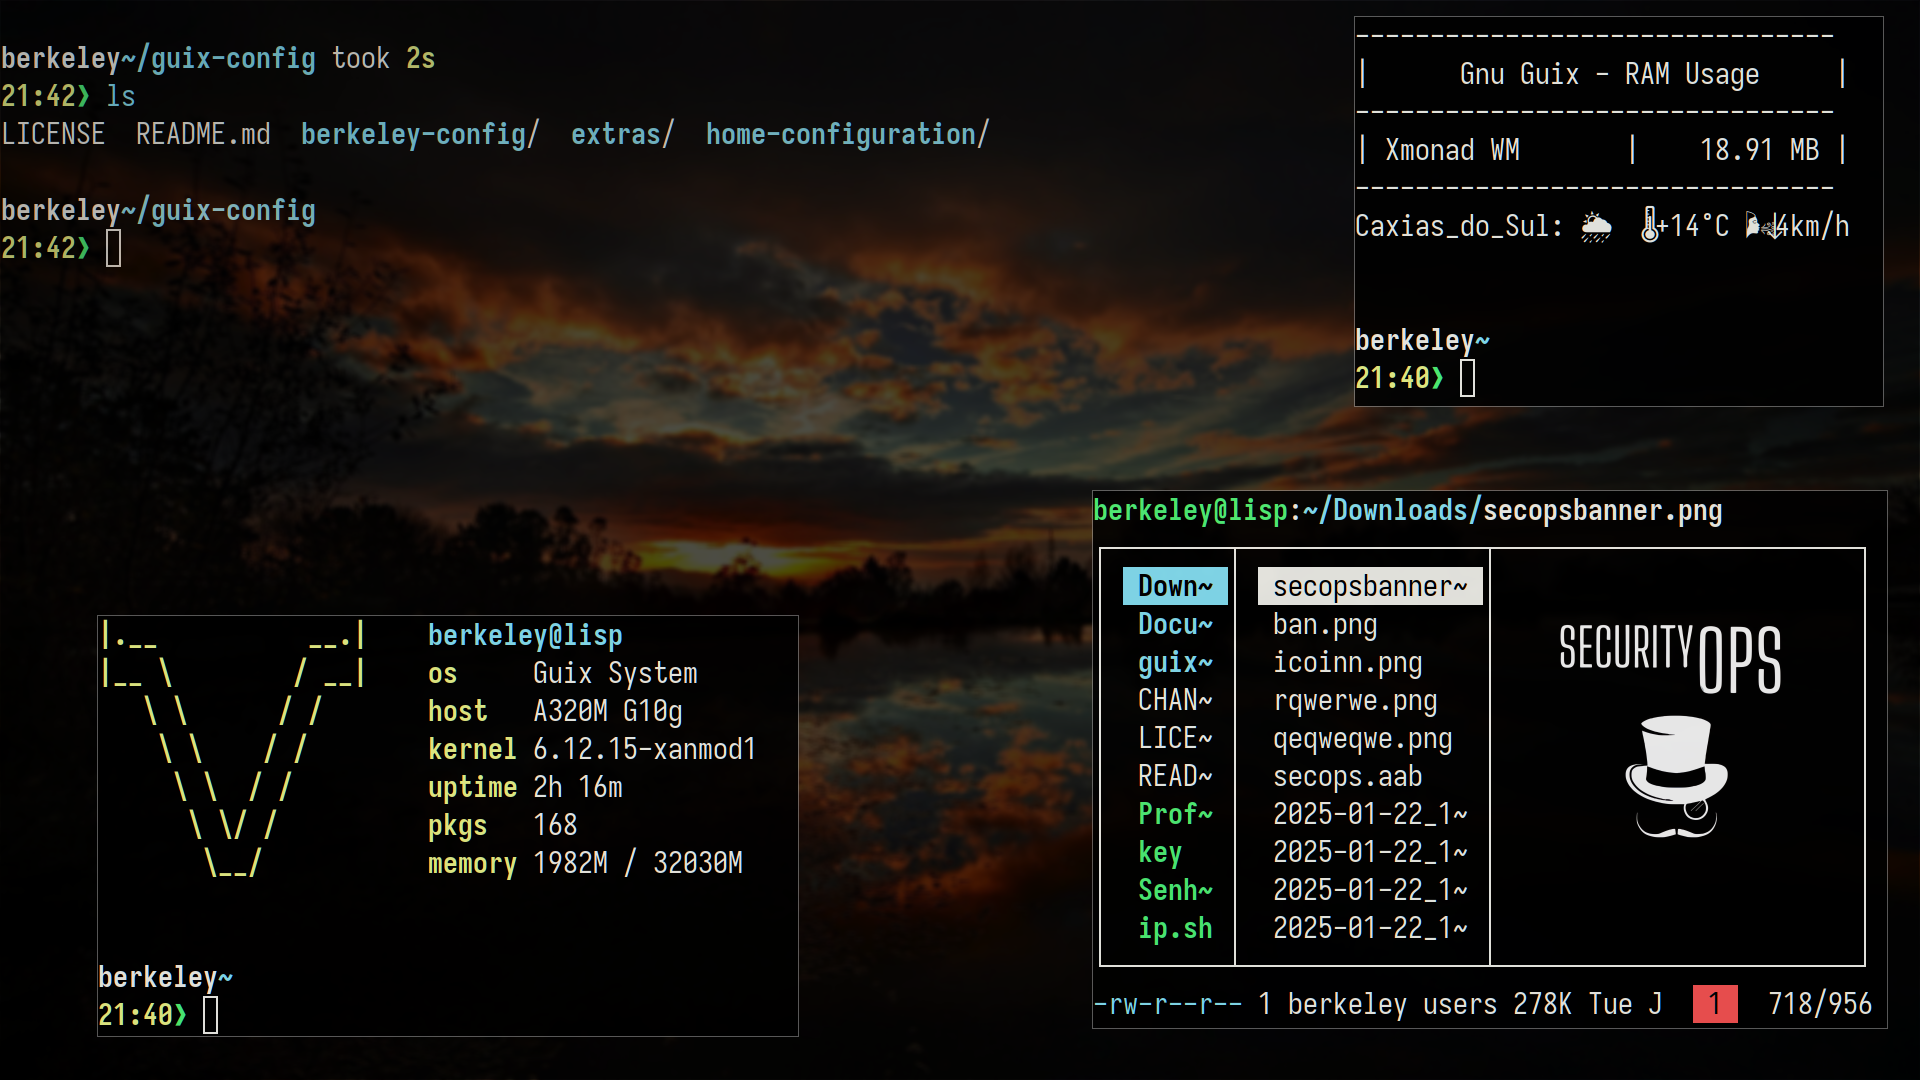 berkeley~/guix-config took 2s
21:42❯ ls
LICENSE  README.md  berkeley-config/  extras/  home-configuration/
berkeley~/guix-config
21:42❯
--------------------------------
|      Gnu Guix - RAM Usage     |
--------------------------------
| Xmonad WM       |    18.91 MB |
--------------------------------
Caxias_do_Sul: 🌦 🌡️+14°C 🌬️↓4km/h
berkeley~
21:40❯
|.__          __.|
|__ \        / __|
   \ \      / /
    \ \    / /
     \ \  / /
      \ \/ /
       \__/
berkeley@lisp
os     Guix System
host   A320M G10g
kernel 6.12.15-xanmod1
uptime 2h 16m
pkgs   168
memory 1982M / 32030M
berkeley~
21:40❯
berkeley@lisp:~/Downloads/secopsbanner.png
Down~
Docu~
guix~
CHAN~
LICE~
READ~
Prof~
key
Senh~
ip.sh
secopsbanner~
ban.png
icoinn.png
rqwerwe.png
qeqweqwe.png
secops.aab
2025-01-22_1~
2025-01-22_1~
2025-01-22_1~
2025-01-22_1~
SECURITY OPS
-rw-r--r-- 1 berkeley users 278K Tue J  1  718/956